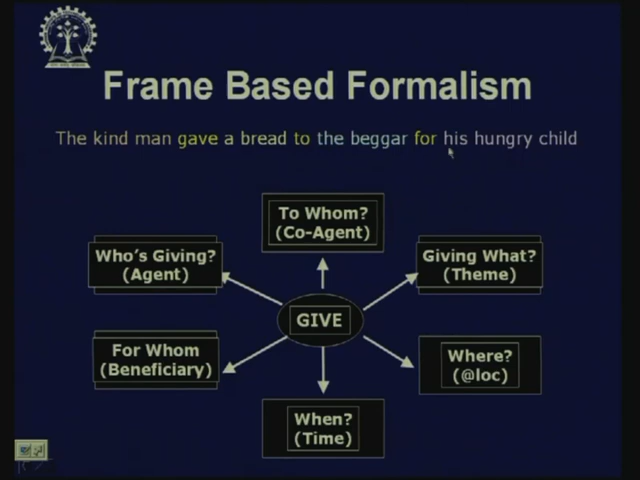 Frame Based Formalism
The kind man gave a bread to the beggar for his hungry child
To Whom?
(Co-Agent)
Who's Giving?
(Agent)
Giving What?
(Theme)
GIVE
For Whom
(Beneficiary)
Where?
(@loc)
When?
(Time)